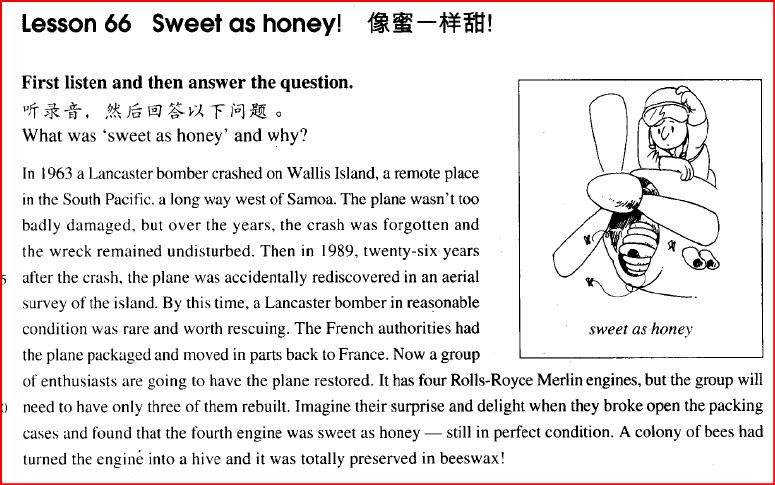 Lesson 66 Sweet as honey! 像蜜一样甜!
First listen and then answer the question.
听录音，然后回答以下问题。
What was ‘sweet as honey’ and why?
In 1963 a Lancaster bomber crashed on Wallis Island, a remote place
in the South Pacific, a long way west of Samoa. The plane wasn't too
badly damaged, but over the years, the crash was forgotten and
the wreck remained undisturbed. Then in 1989, twenty-six years
5 after the crash, the plane was accidentally rediscovered in an aerial
survey of the island. By this time, a Lancaster bomber in reasonable
condition was rare and worth rescuing. The French authorities had
the plane packaged and moved in parts back to France. Now a group
of enthusiasts are going to have the plane restored. It has four Rolls-Royce Merlin engines, but the group will
need to have only three of them rebuilt. Imagine their surprise and delight when they broke open the packing
cases and found that the fourth engine was sweet as honey — still in perfect condition. A colony of bees had
turned the engine into a hive and it was totally preserved in beeswax!
sweet as honey